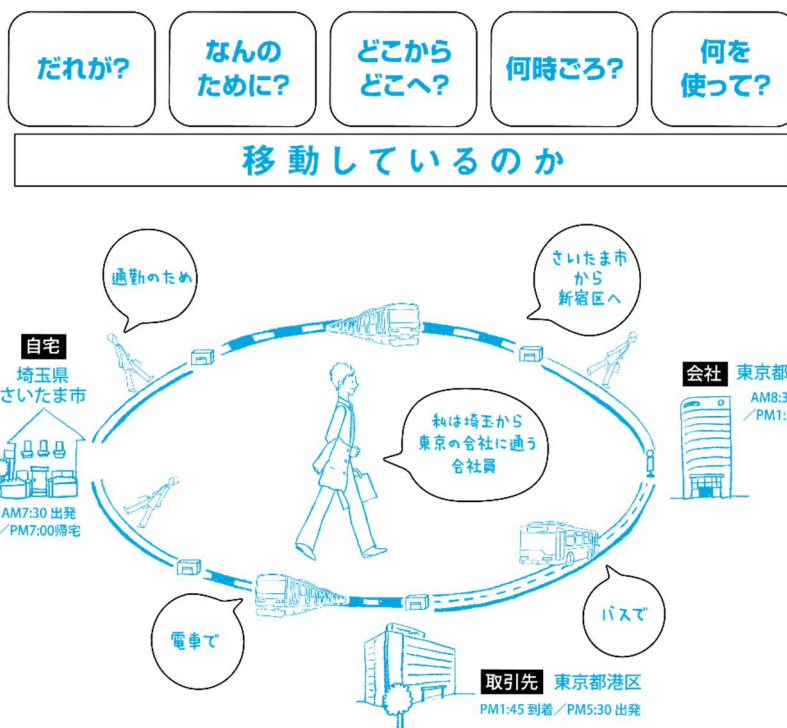 だれが?
なんの
ために?
どこから
どこへ?
何時ごろ?
何を
使って?
移動しているのか
通勤のため
さいたま市
から
新宿区へ
自宅
埼玉県
さいたま市
AM7:30 出発
/PM7:00帰宅
私は埼玉から
東京の会社に通う
会社員
会社 東京都
AM8:3
/PM1:
電車で
バスで
取引先 東京都港区
PM1:45 到着/PM5:30 出発